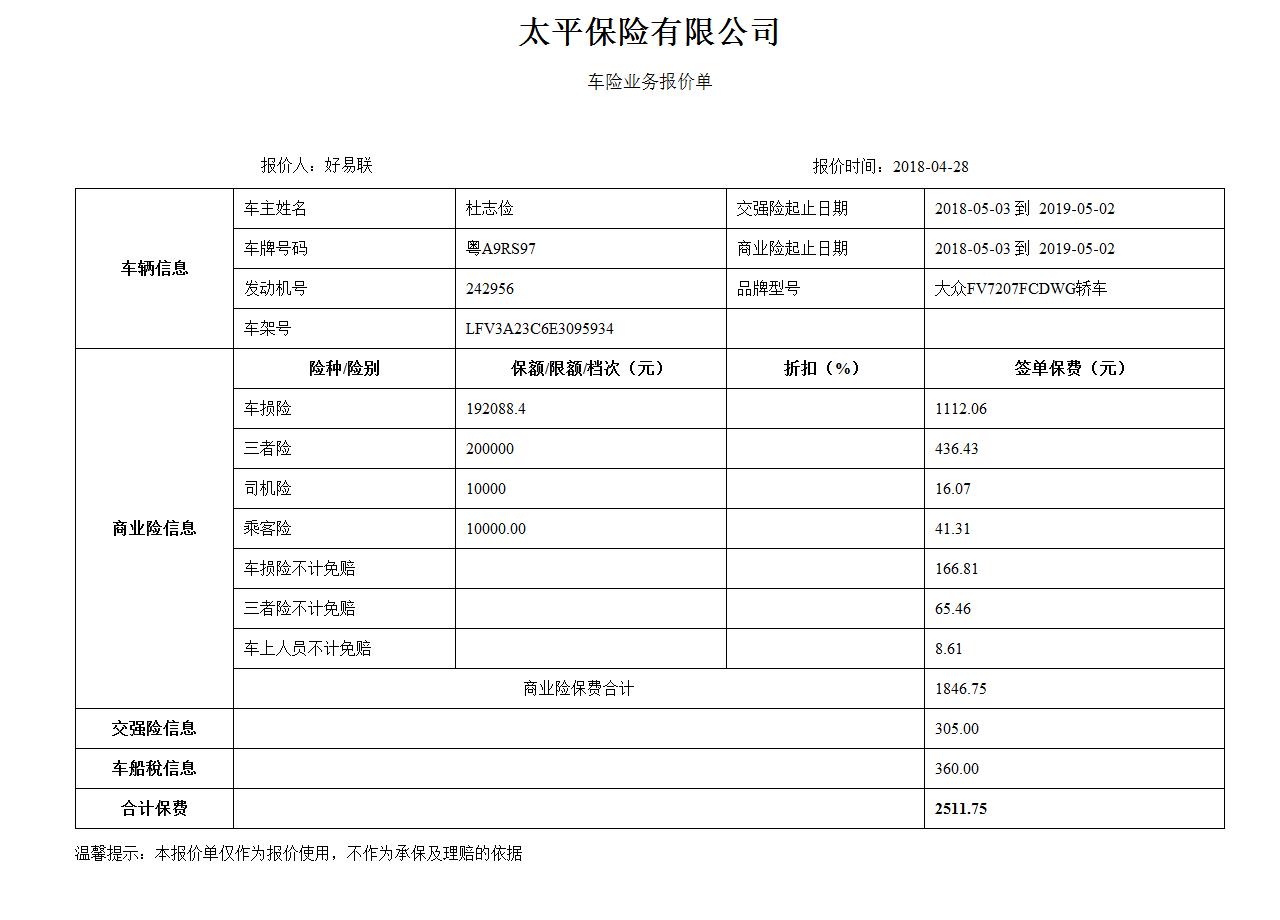 太平保险有限公司
车险业务报价单
报价人：好易联 报价时间：2018-04-28
车辆信息
车主姓名 杜志俭 交强险起止日期 2018-05-03 到 2019-05-02
车牌号码 粤A9RS97 商业险起止日期 2018-05-03 到 2019-05-02
发动机号 242956 品牌型号 大众FV7207FCDWG轿车
车架号 LFV3A23C6E3095934
商业险信息
险种/险别 保额/限额/档次（元） 折扣（%） 签单保费（元）
车损险 192088.4 1112.06
三者险 200000 436.43
司机险 10000 16.07
乘客险 10000.00 41.31
车损险不计免赔 166.81
三者险不计免赔 65.46
车上人员不计免赔 8.61
商业险保费合计 1846.75
交强险信息 305.00
车船税信息 360.00
合计保费 2511.75
温馨提示：本报价单仅作为报价使用，不作为承保及理赔的依据